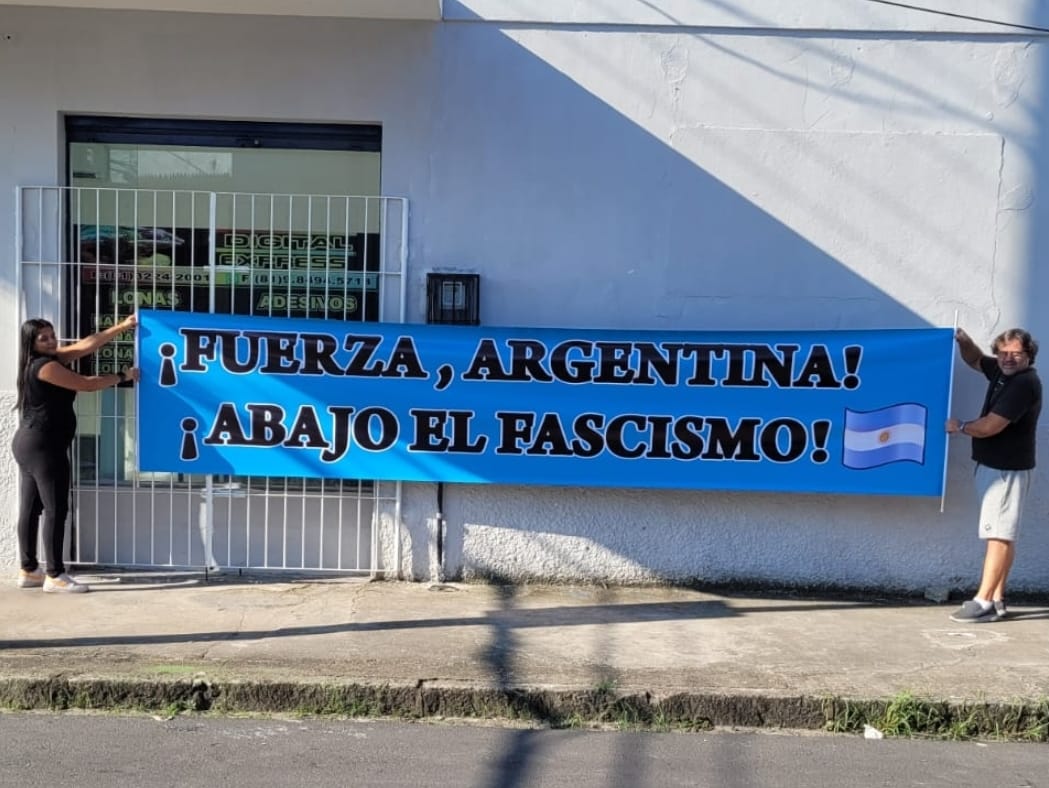 DIGITAL
EXPRESS
LONAS ADESIVOS
¡FUERZA, ARGENTINA!
¡ABAJO EL FASCISMO!